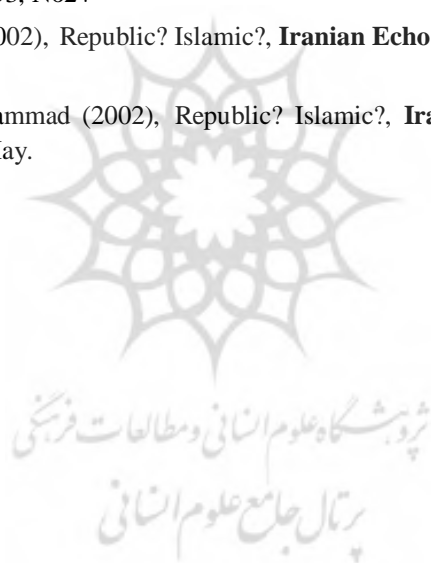 002), Republic? Islamic?, Iranian Echo
ammad (2002), Republic? Islamic?, Ira
پژوهشگاه علوم انسانی و مطالعات فرهنگی
پرتال جامع علوم انسانی